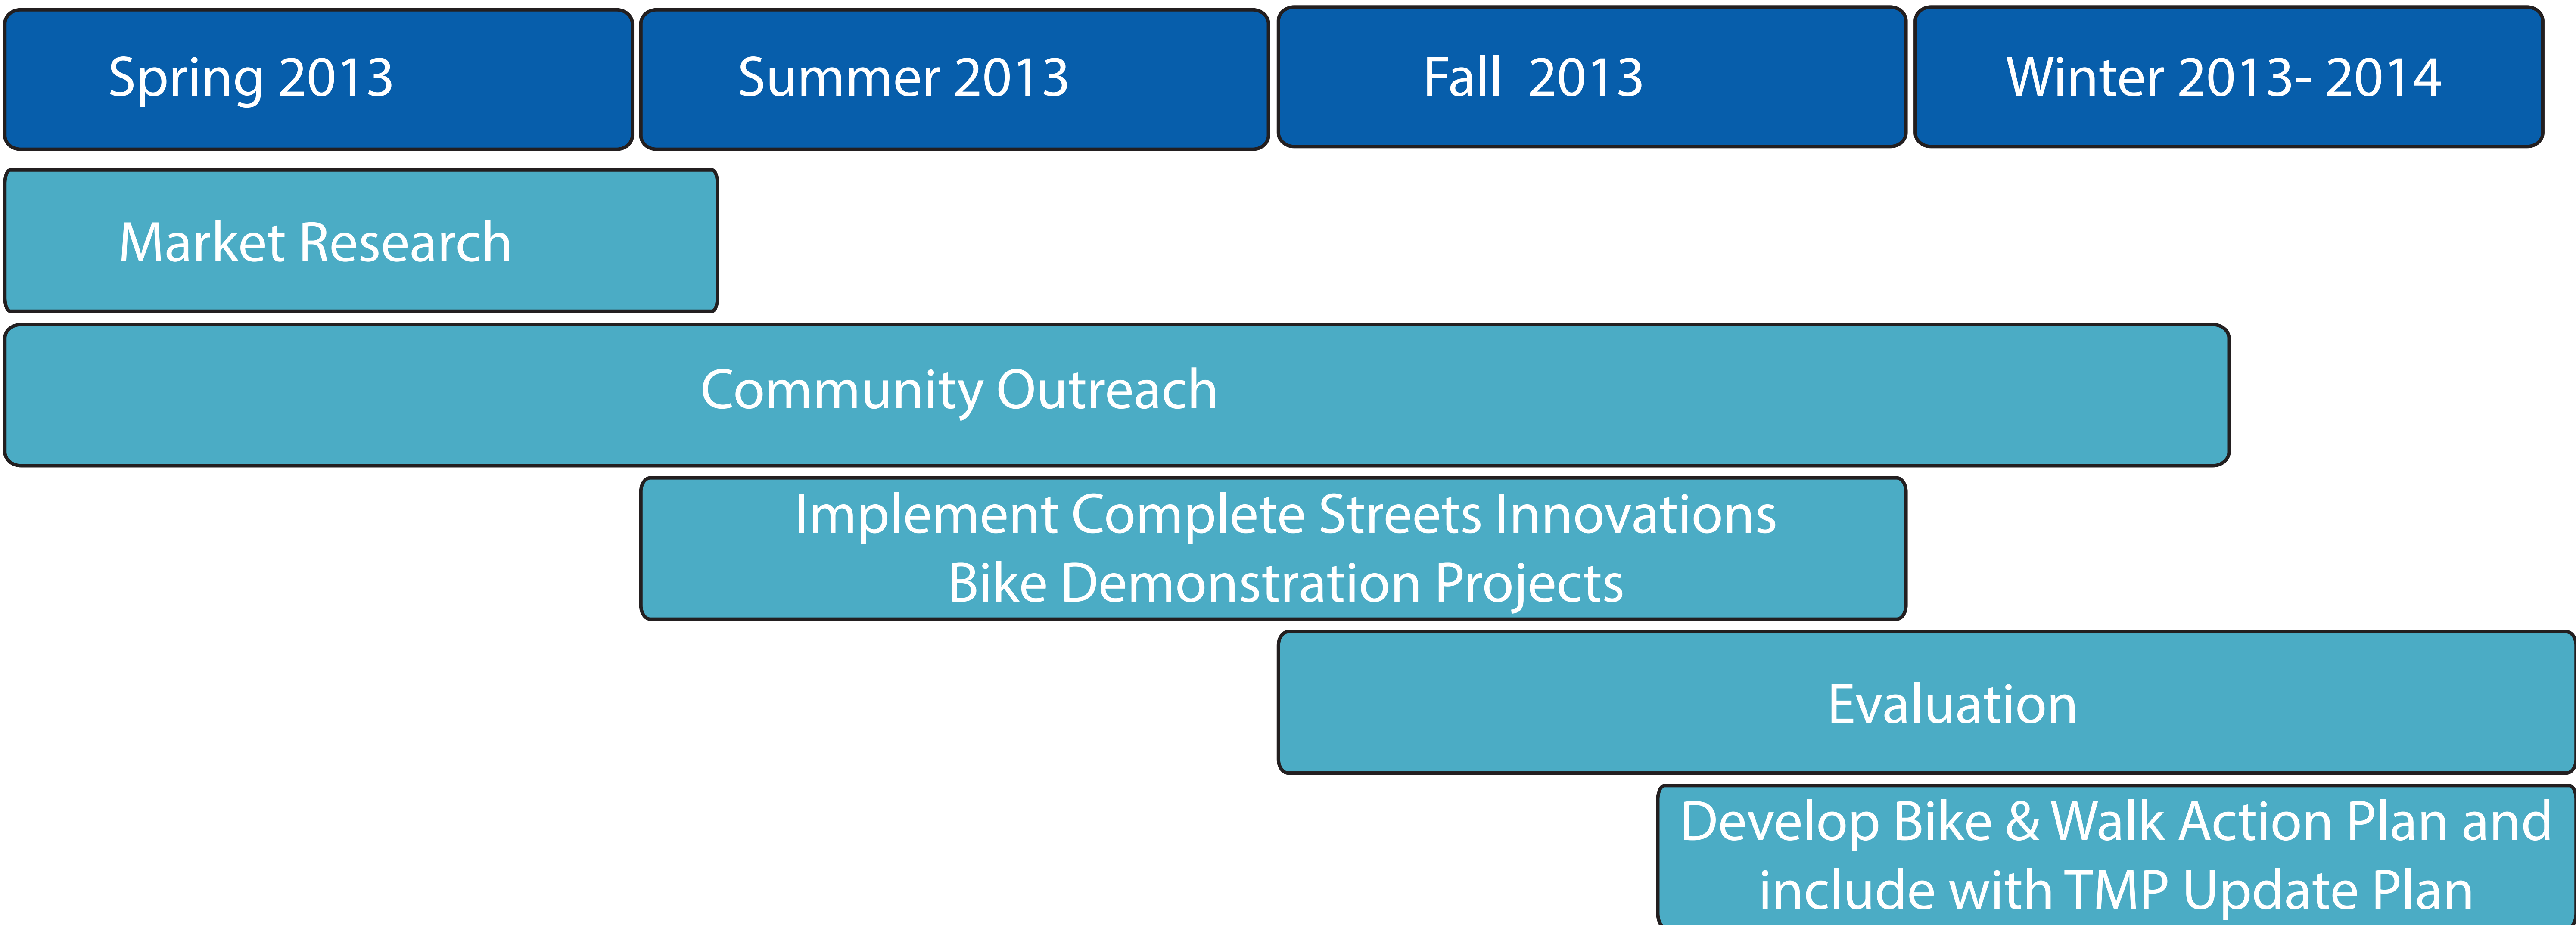 Spring 2013
Summer 2013
Fall  2013
Winter 2013- 2014
Market Research
Community Outreach
Implement Complete Streets Innovations
Bike Demonstration Projects
Evaluation
Develop Bike & Walk Action Plan and
include with TMP Update Plan